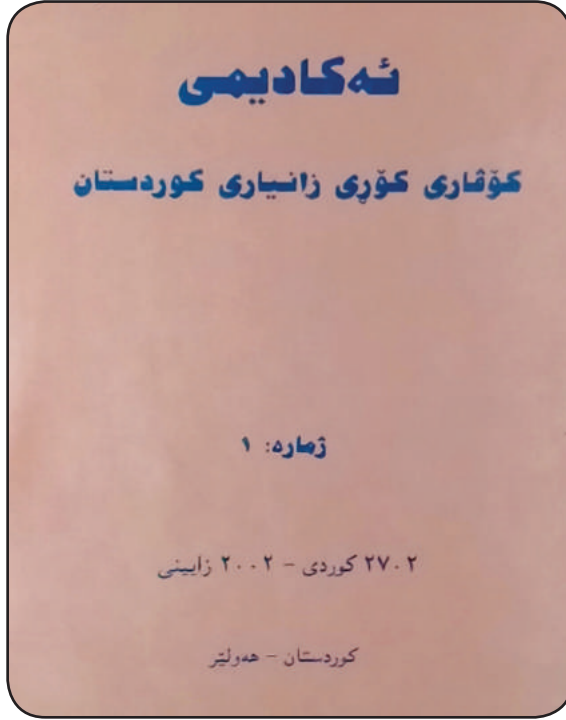 ئەکادیمی
گۆڤاری کۆڕی زانیاری کوردستان
ژمارە: ١
٢٧٠٢ کوردی - ٢٠٠٢ زایینی
کوردستان - هەولێر